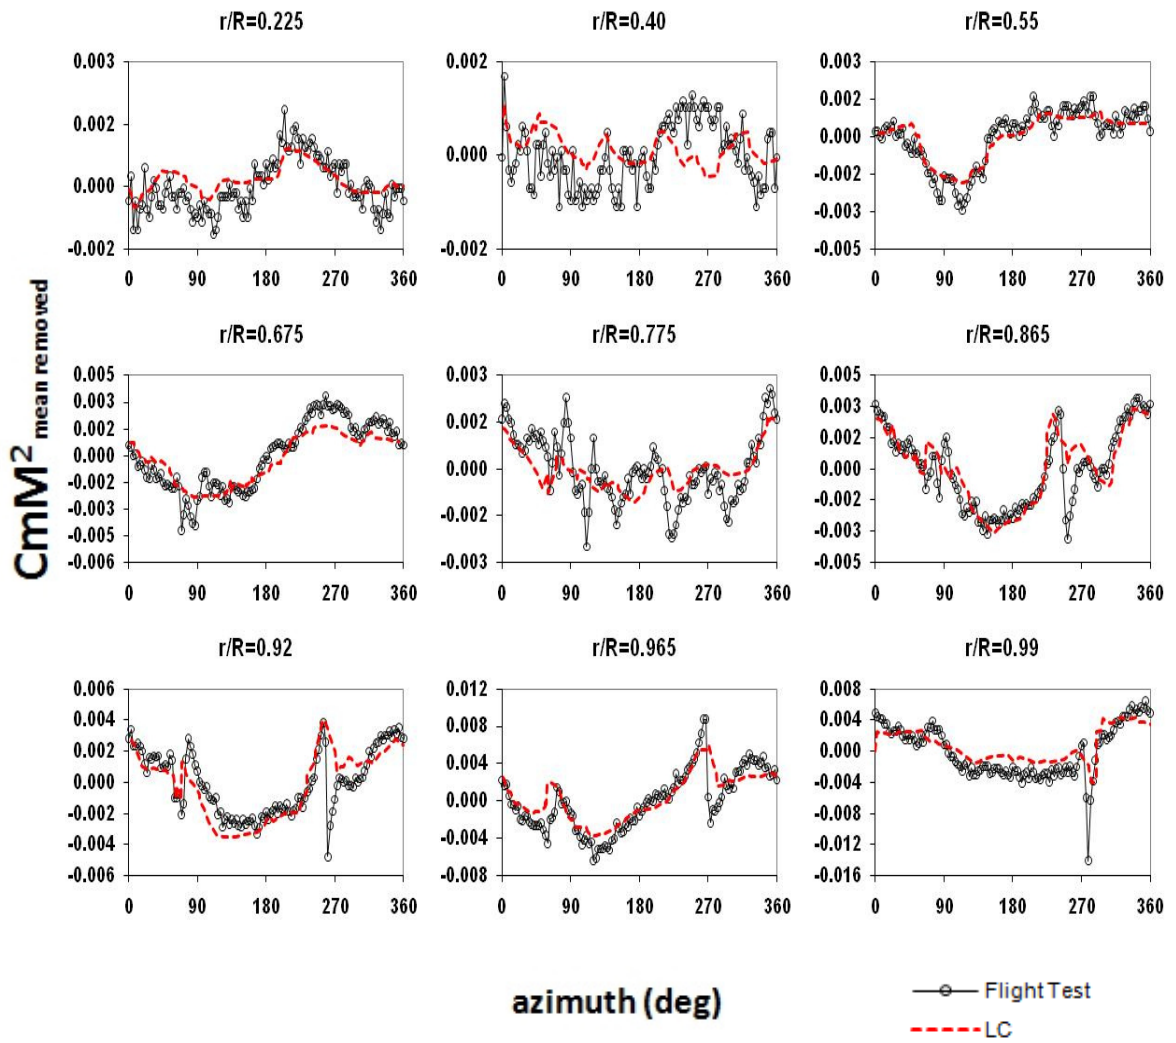 r/R=0.225 r/R=0.40 r/R=0.55
0.003 0.002 0.003
0.002 0.002
0.000 0.000 0.000
-0.002
-0.003
-0.002 0.002 -0.005
0 90 180 270 360 0 90 180 270 360 0 90 180 270 360
r/R=0.675 r/R=0.775 r/R=0.865
0.005 0.003 0.005
0.003 0.002 0.003
0.002 0.002
0.000 0.000 0.000
-0.002 -0.002
-0.003 -0.002 -0.003
-0.005
-0.006 -0.003 -0.005
0 90 180 270 360 0 90 180 270 360 0 90 180 270 360
r/R=0.92 r/R=0.965 r/R=0.99
0.006 0.012 0.008
0.004 0.008 0.004
0.002 0.004 0.000
0.000 0.000 -0.004
-0.002 -0.004 -0.008
-0.004 -0.012
-0.006 -0.008 -0.016
0 90 180 270 360 0 90 180 270 360 0 90 180 270 360
CmM2 mean removed
azimuth (deg)
Flight Test
LC